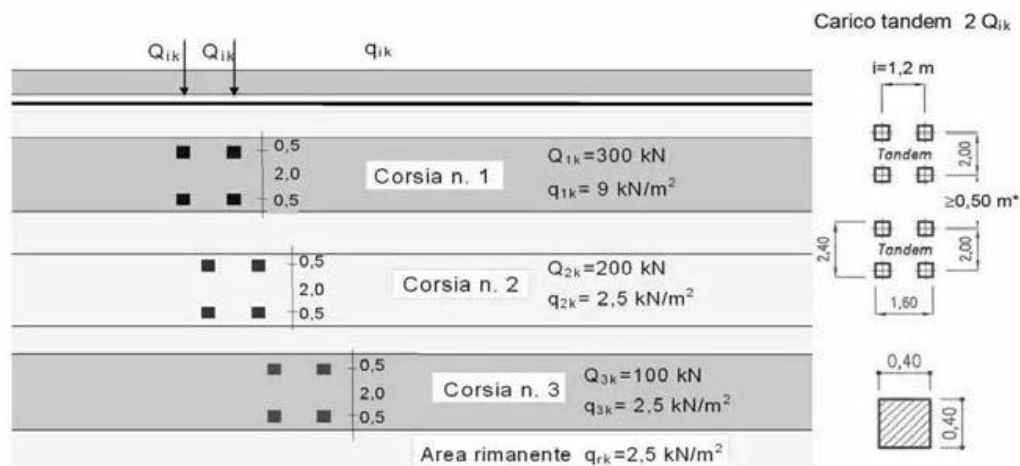 Carico tandem 2 Qik
Qik Qik qik
i=1,2 m
0,5
2,0
0,5
Corsia n. 1
Q1k=300 kN
q1k= 9 kN/m²
Tandem
2,00
≥0,50 m*
0,5
2,0
0,5
Corsia n. 2
Q2k=200 kN
q2k= 2,5 kN/m²
2,40
Tandem
2,00
1,60
0,5
2,0
0,5
Corsia n. 3
Q3k=100 kN
q3k= 2,5 kN/m²
0,40
0,40
Area rimanente qrk=2,5 kN/m²